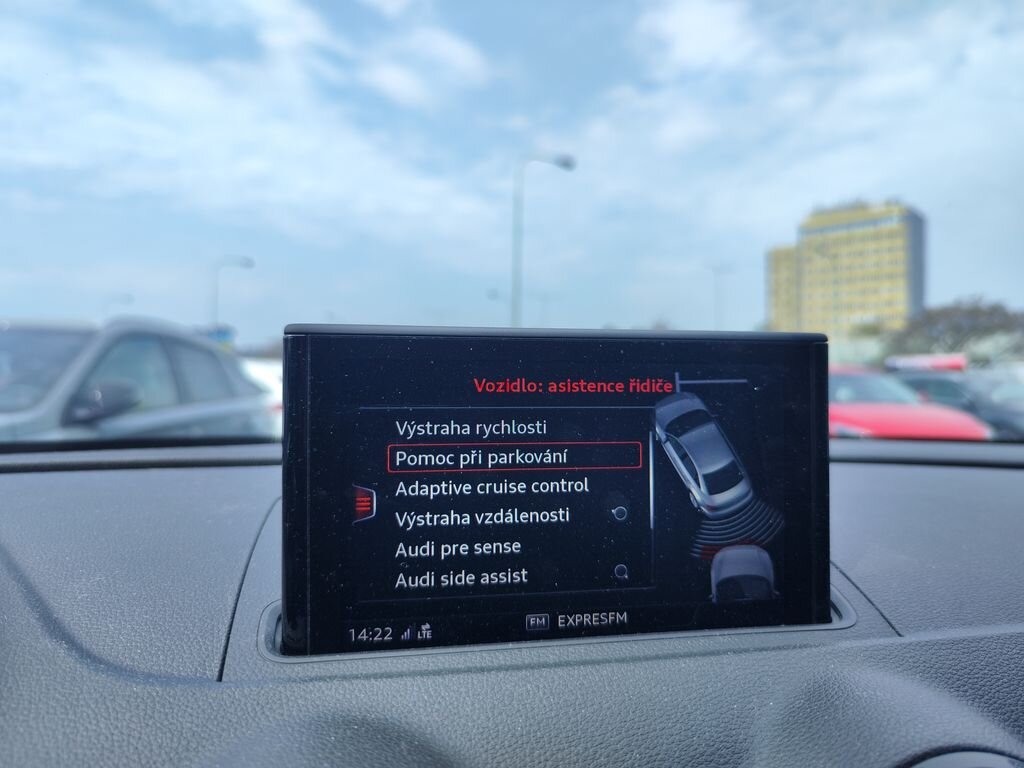 Vozidlo: asistence řidiče
Výstraha rychlosti
Pomoc při parkování
Adaptive cruise control
Výstraha vzdálenosti
Audi pre sense
Audi side assist
FM EXPRESFM
14:22 LTE